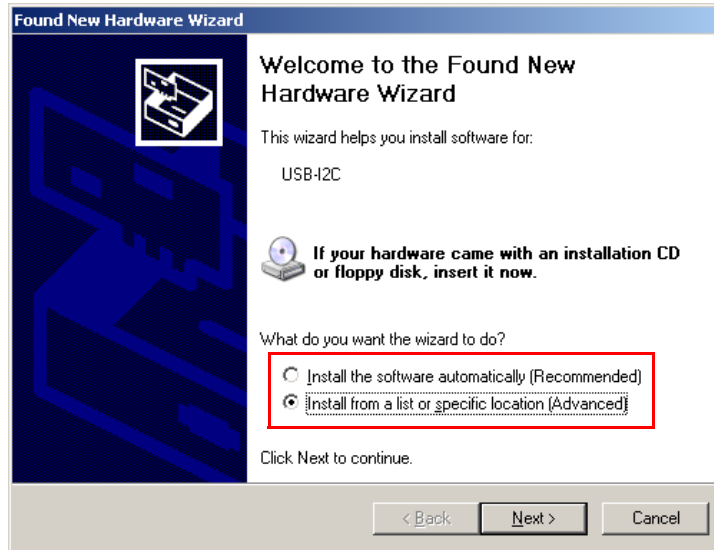 Found New Hardware Wizard
Welcome to the Found New
Hardware Wizard
This wizard helps you install software for:
USB-I2C
If your hardware came with an installation CD
or floppy disk, insert it now.
What do you want the wizard to do?
Install the software automatically (Recommended)
Install from a list or specific location (Advanced)
Click Next to continue.
< Back Next > Cancel